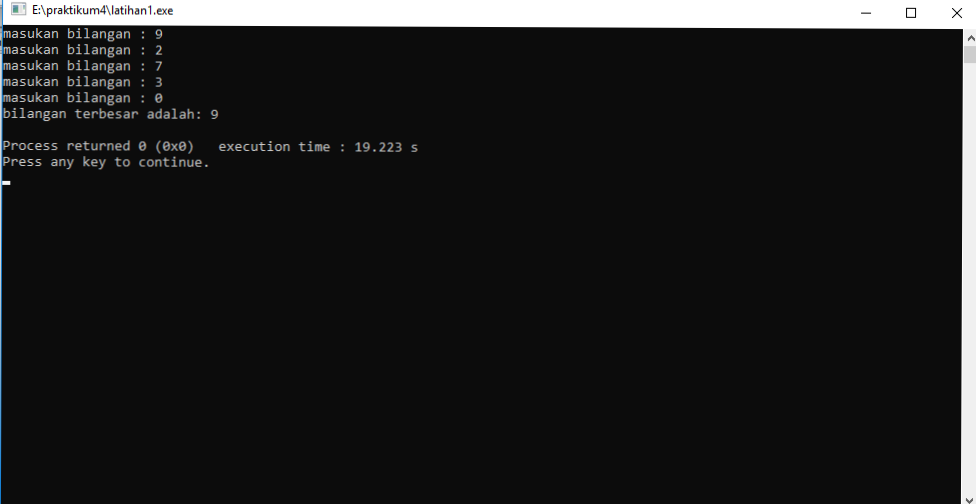 E:\praktikum4\latihan1.exe
masukan bilangan : 9
masukan bilangan : 2
masukan bilangan : 7
masukan bilangan : 3
masukan bilangan : 0
bilangan terbesar adalah: 9
Process returned 0 (0x0)   execution time : 19.223 s
Press any key to continue.